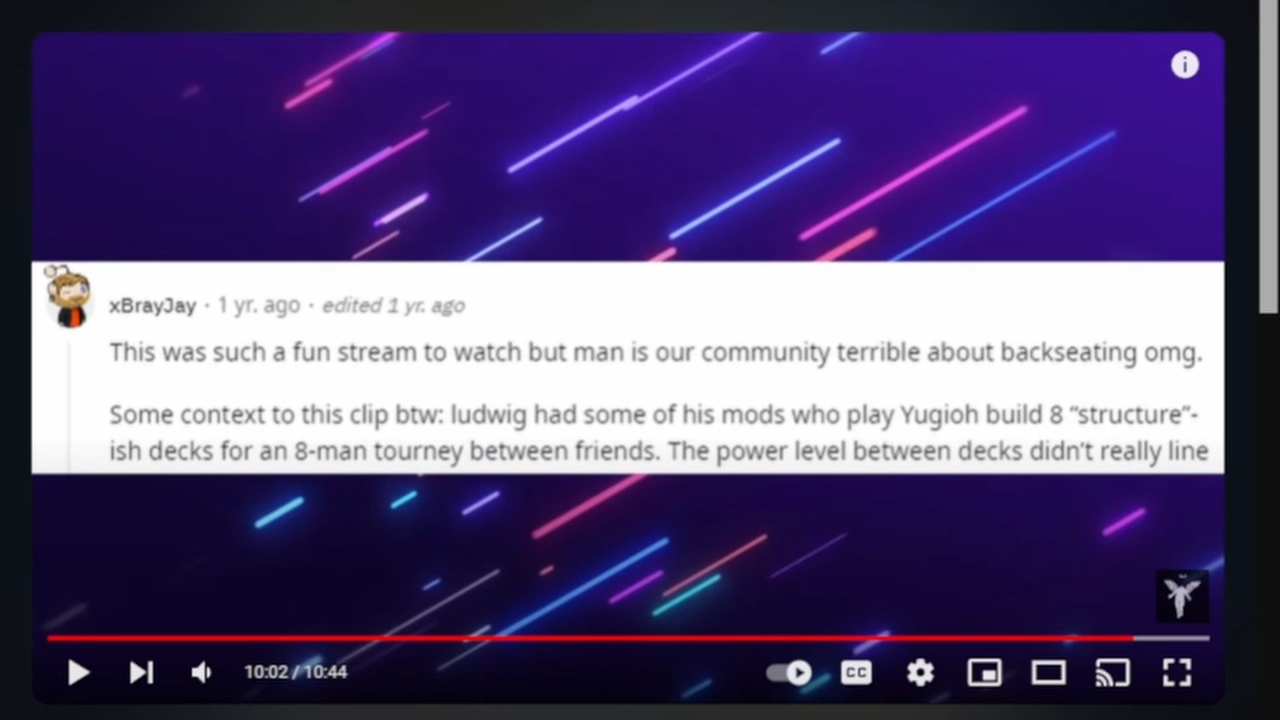 xBrayJay · 1 yr. ago · edited 1 yr. ago
This was such a fun stream to watch but man is our community terrible about backseating omg.
Some context to this clip btw: ludwig had some of his mods who play Yugioh build 8 “structure”-
ish decks for an 8-man tourney between friends. The power level between decks didn’t really line
10:02 / 10:44
CC